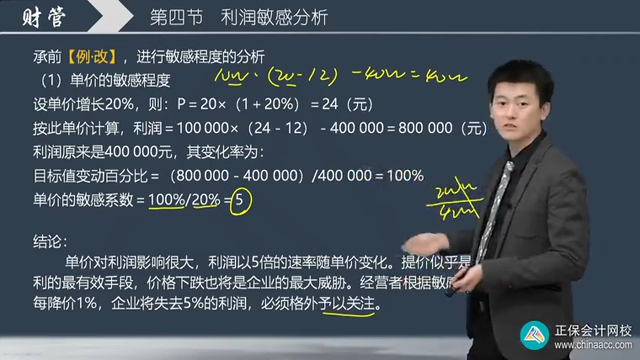 财管
第四节 利润敏感分析
承前【例·改】，进行敏感程度的分析
（1）单价的敏感程度
10W·(20-12)-40W=40W
设单价增长20%，则：P＝20×（1＋20%）＝24（元）
按此单价计算，利润＝100 000×（24－12）－400 000＝800 000（元）
利润原来是400 000元，其变化率为：
目标值变动百分比＝（800 000－400 000）/400 000＝100%
单价的敏感系数＝100%/20%＝5
结论：
单价对利润影响很大，利润以5倍的速率随单价变化。提价似乎是
利的最有效手段，价格下跌也将是企业的最大威胁。经营者根据敏感
每降价1%，企业将失去5%的利润，必须格外予以关注。
正保会计网校
www.chinaacc.com